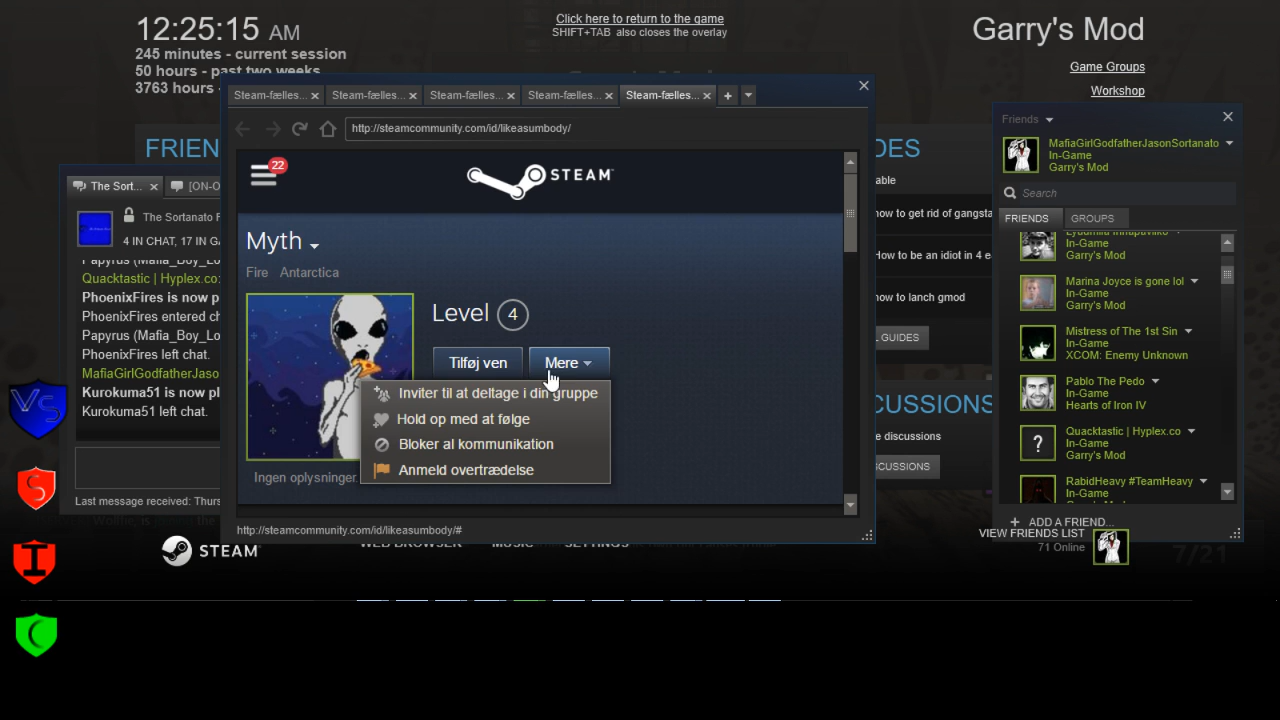 12:25:15 AM
245 minutes - current session
50 hours - past two weeks
3763 hours -
Click here to return to the game
SHIFT+TAB also closes the overlay
Garry's Mod
Game Groups
Workshop
Steam-fælles...
Steam-fælles...
Steam-fælles...
Steam-fælles...
Steam-fælles...
http://steamcommunity.com/id/likeasumbody/
22
STEAM
Myth
Fire Antarctica
Level 4
Tilføj ven
Mere
Inviter til at deltage i din gruppe
Hold op med at følge
Bloker al kommunikation
Anmeld overtrædelse
Ingen oplysninger
http://steamcommunity.com/id/likeasumbody/#
FRIEN
The Sort...
[ON-O
The Sortanato F
4 IN CHAT, 17 IN GA
Papyrus (Mafia_Boy_Lo
Quacktastic | Hyplex.co:
PhoenixFires is now p
PhoenixFires entered ch
Papyrus (Mafia_Boy_Lo
PhoenixFires left chat.
MafiaGirlGodfatherJaso
Kurokuma51 is now pl
Kurokuma51 left chat.
Last message received: Thurs
DES
able
how to get rid of gangsta
How to be an idiot in 4 e
how to lanch gmod
L GUIDES
CUSSIONS
e discussions
SCUSSIONS
Friends
MafiaGirlGodfatherJasonSortanato
In-Game
Garry's Mod
Search
FRIENDS
GROUPS
In-Game
Garry's Mod
Marina Joyce is gone lol
In-Game
Garry's Mod
Mistress of The 1st Sin
In-Game
XCOM: Enemy Unknown
Pablo The Pedo
In-Game
Hearts of Iron IV
Quacktastic | Hyplex.co
In-Game
Garry's Mod
RabidHeavy #TeamHeavy
In-Game
ADD A FRIEND...
VIEW FRIENDS LIST
71 Online
7/21
STEAM
WEB BROWSER
MUSIC
SETTINGS
VS
S
I
C